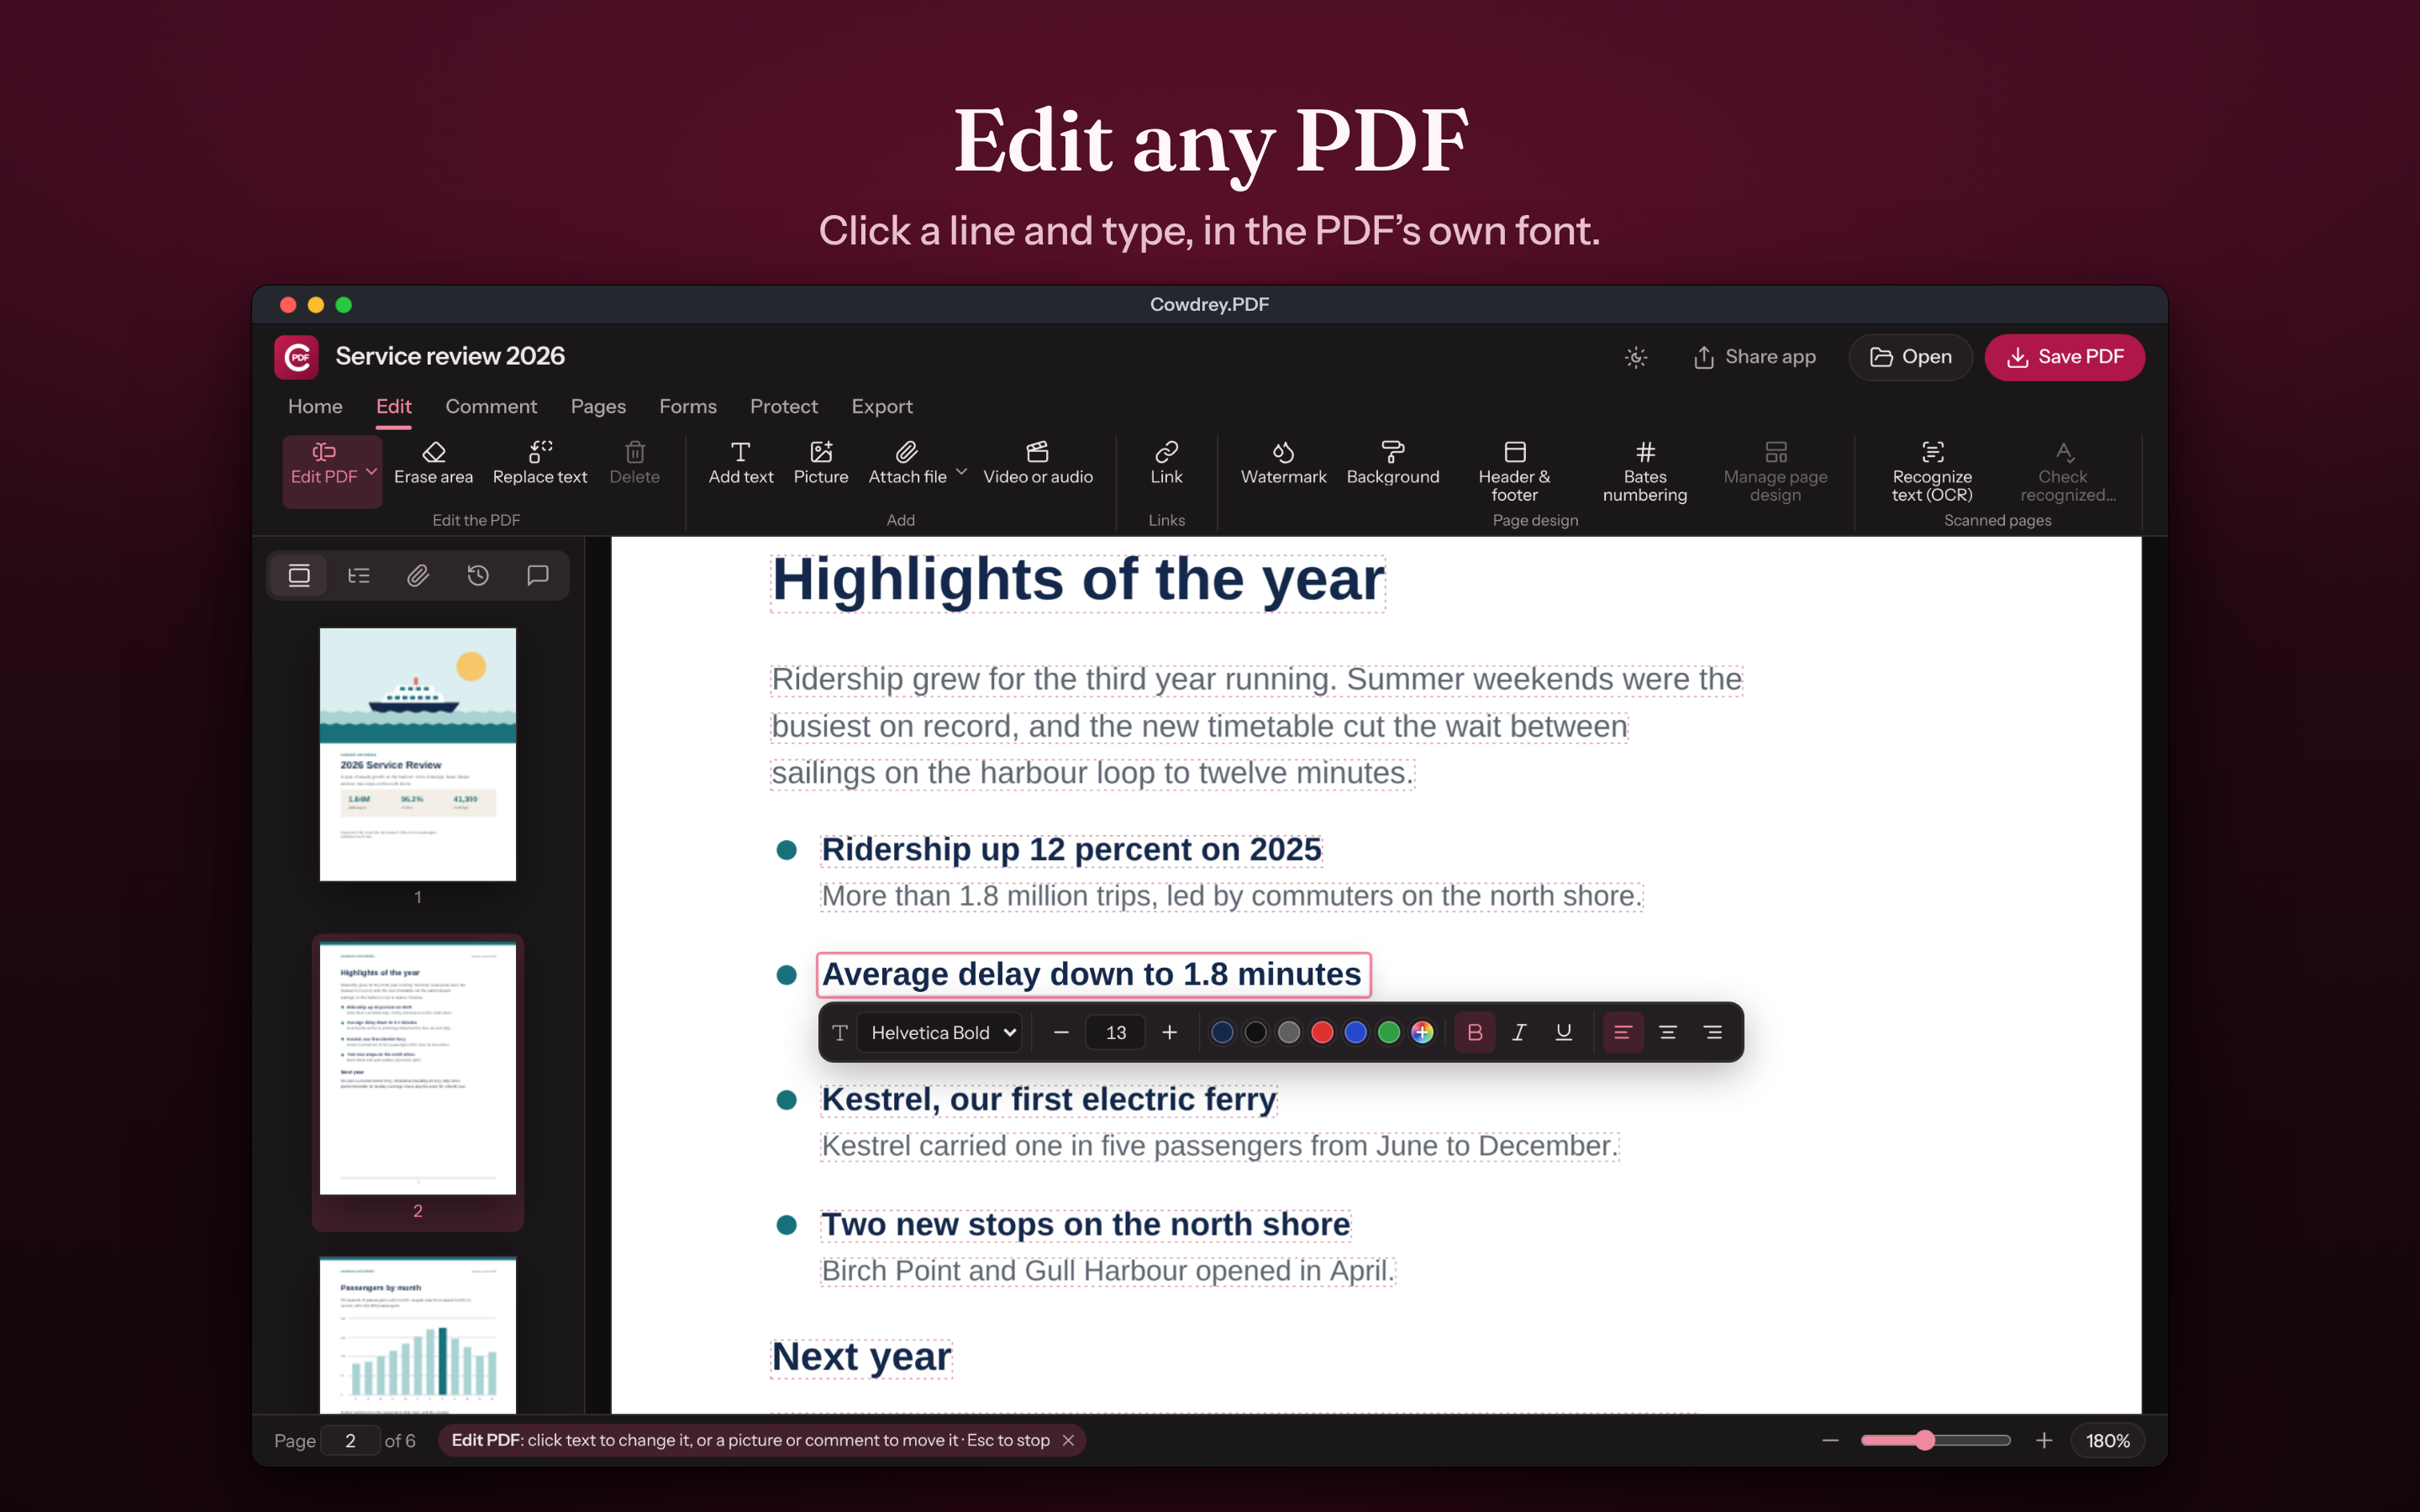 Edit any PDF
Click a line and type, in the PDF’s own font.
Cowdrey.PDF
PDF
Service review 2026
Share app
Open
Save PDF
Home
Edit
Comment
Pages
Forms
Protect
Export
Edit PDF
Erase area
Replace text
Delete
Edit the PDF
Add text
Picture
Attach file
Video or audio
Add
Link
Links
Watermark
Background
Header &
footer
Bates
numbering
Manage page
design
Page design
Recognize
text (OCR)
Check
recognized...
Scanned pages
2026 Service Review
1.84M
96.2%
41,300
1
Highlights of the year
Next year
2
Passengers by month
Highlights of the year
Ridership grew for the third year running. Summer weekends were the
busiest on record, and the new timetable cut the wait between
sailings on the harbour loop to twelve minutes.
Ridership up 12 percent on 2025
More than 1.8 million trips, led by commuters on the north shore.
Average delay down to 1.8 minutes
Helvetica Bold
13
B
I
U
Kestrel, our first electric ferry
Kestrel carried one in five passengers from June to December.
Two new stops on the north shore
Birch Point and Gull Harbour opened in April.
Next year
Page 2 of 6
Edit PDF: click text to change it, or a picture or comment to move it · Esc to stop
180%